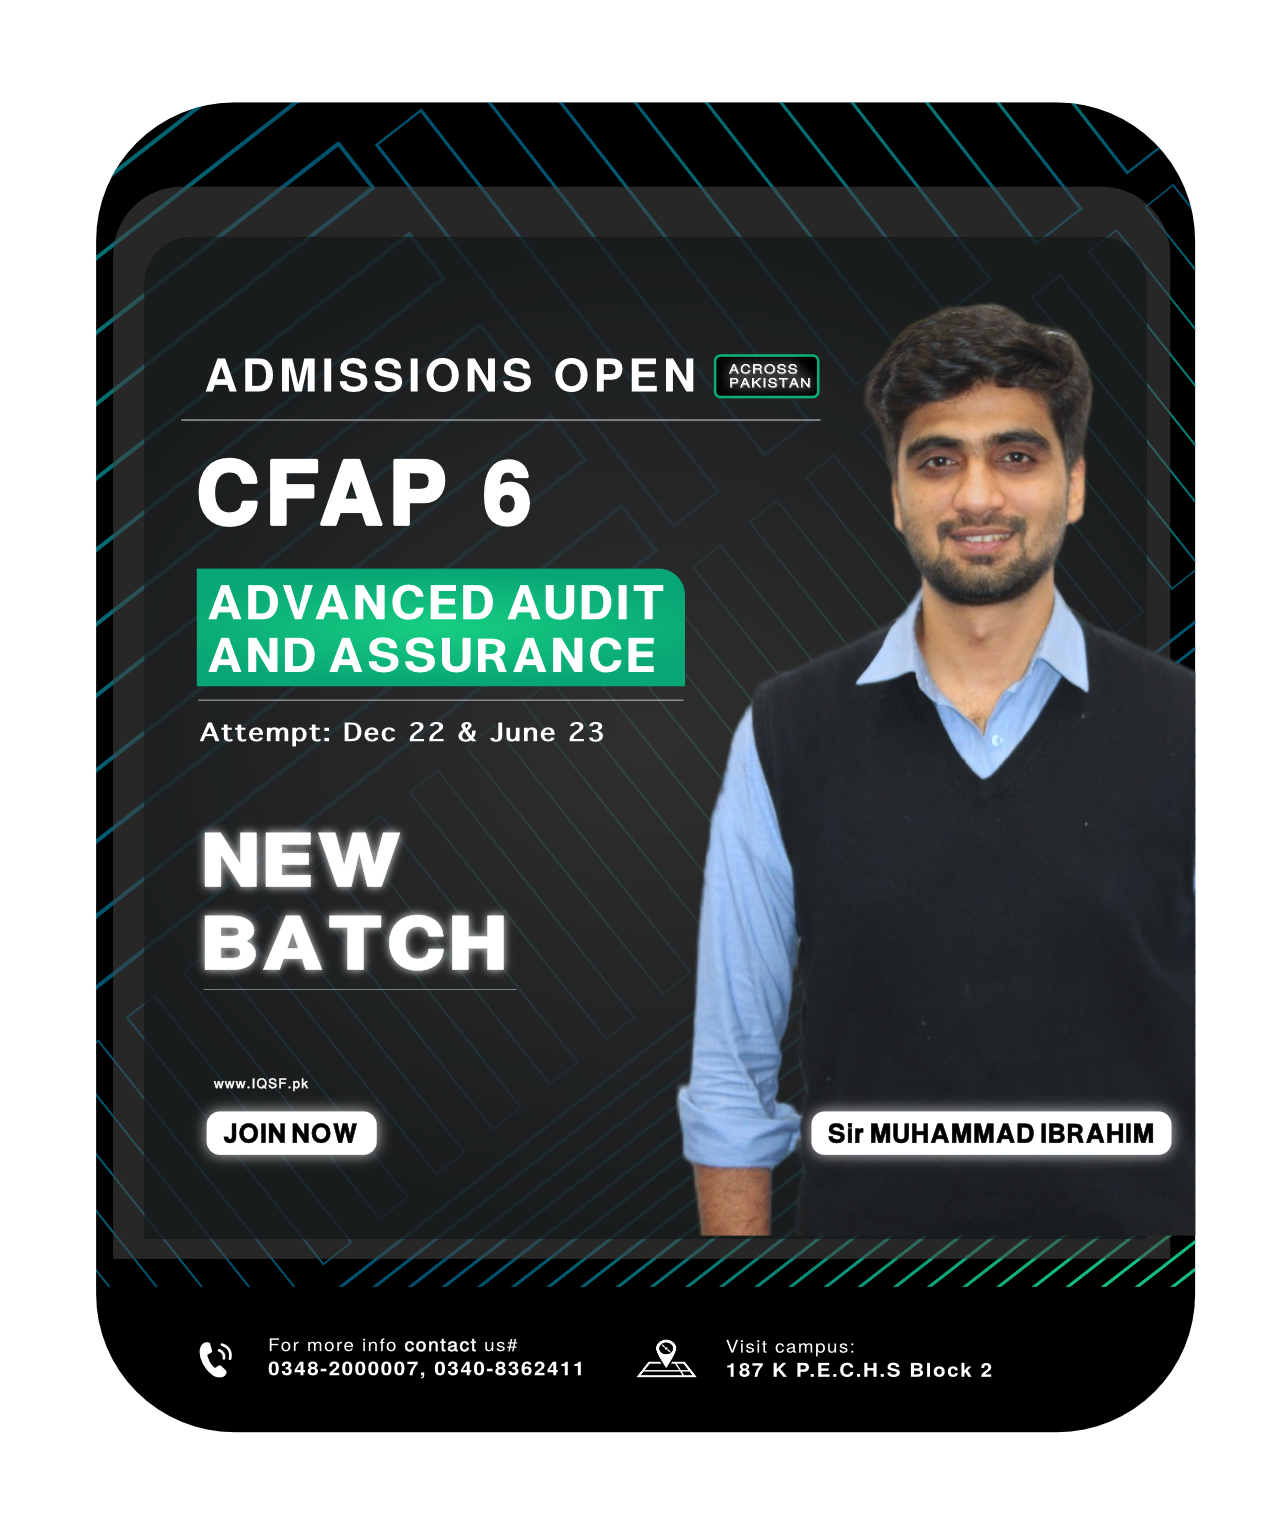 ADMISSIONS OPEN
ACROSS
PAKISTAN
CFAP 6
ADVANCED AUDIT
AND ASSURANCE
Attempt: Dec 22 & June 23
NEW
BATCH
www.IQSF.pk
JOIN NOW
Sir MUHAMMAD IBRAHIM
For more info contact us#
0348-2000007, 0340-8362411
Visit campus:
187 K P.E.C.H.S Block 2